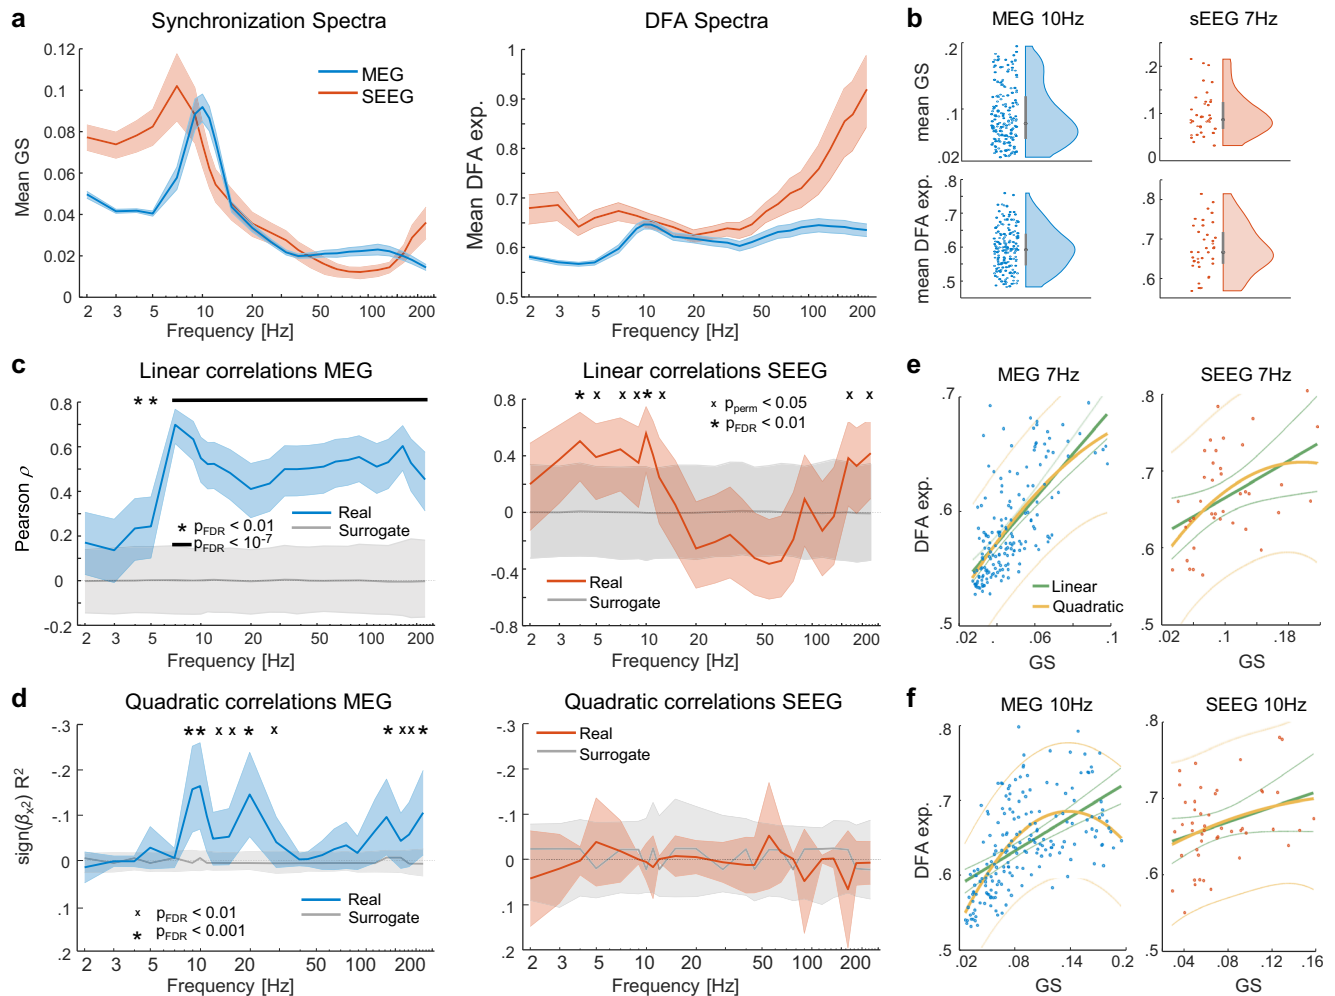 a
Synchronization Spectra
0.12
0.10
0.08
0.06
0.04
0.02
0
Mean GS
MEG
SEEG
2 3 5 10 20 50 100 200
Frequency [Hz]
DFA Spectra
1
0.9
0.8
0.7
0.6
0.5
Mean DFA exp.
2 3 5 10 20 50 100 200
Frequency [Hz]
b
MEG 10Hz
.2
.1
.02
mean GS
sEEG 7Hz
.2
.1
0
.8
.7
.6
.5
mean DFA exp.
.8
.7
.6
c
Linear correlations MEG
0.8
0.6
0.4
0.2
0
-0.2
Pearson ρ
* *
* pFDR < 0.01
pFDR < 10-7
Real
Surrogate
2 3 5 10 20 50 100 200
Frequency [Hz]
Linear correlations SEEG
0.8
0.4
0
-0.4
-0.8
* x x x * x x x
x pperm < 0.05
* pFDR < 0.01
Real
Surrogate
2 3 5 10 20 50 100 200
Frequency [Hz]
e
MEG 7Hz
.7
.6
.5
DFA exp.
Linear
Quadratic
.02 .06 .1
GS
SEEG 7Hz
.8
.7
.6
.5
.02 .1 .18
GS
d
Quadratic correlations MEG
-.3
-.2
-.1
0
.1
.2
sign(βx2) R2
** x x * x * xx *
x pFDR < 0.01
* pFDR < 0.001
Real
Surrogate
2 3 5 10 20 50 100 200
Frequency [Hz]
Quadratic correlations SEEG
-.3
-.2
-.1
0
.1
.2
Real
Surrogate
2 3 5 10 20 50 100 200
Frequency [Hz]
f
MEG 10Hz
.8
.7
.6
.5
DFA exp.
.02 .08 .14 0.2
GS
SEEG 10Hz
.8
.7
.6
.5
.04 .08 .12 .16
GS